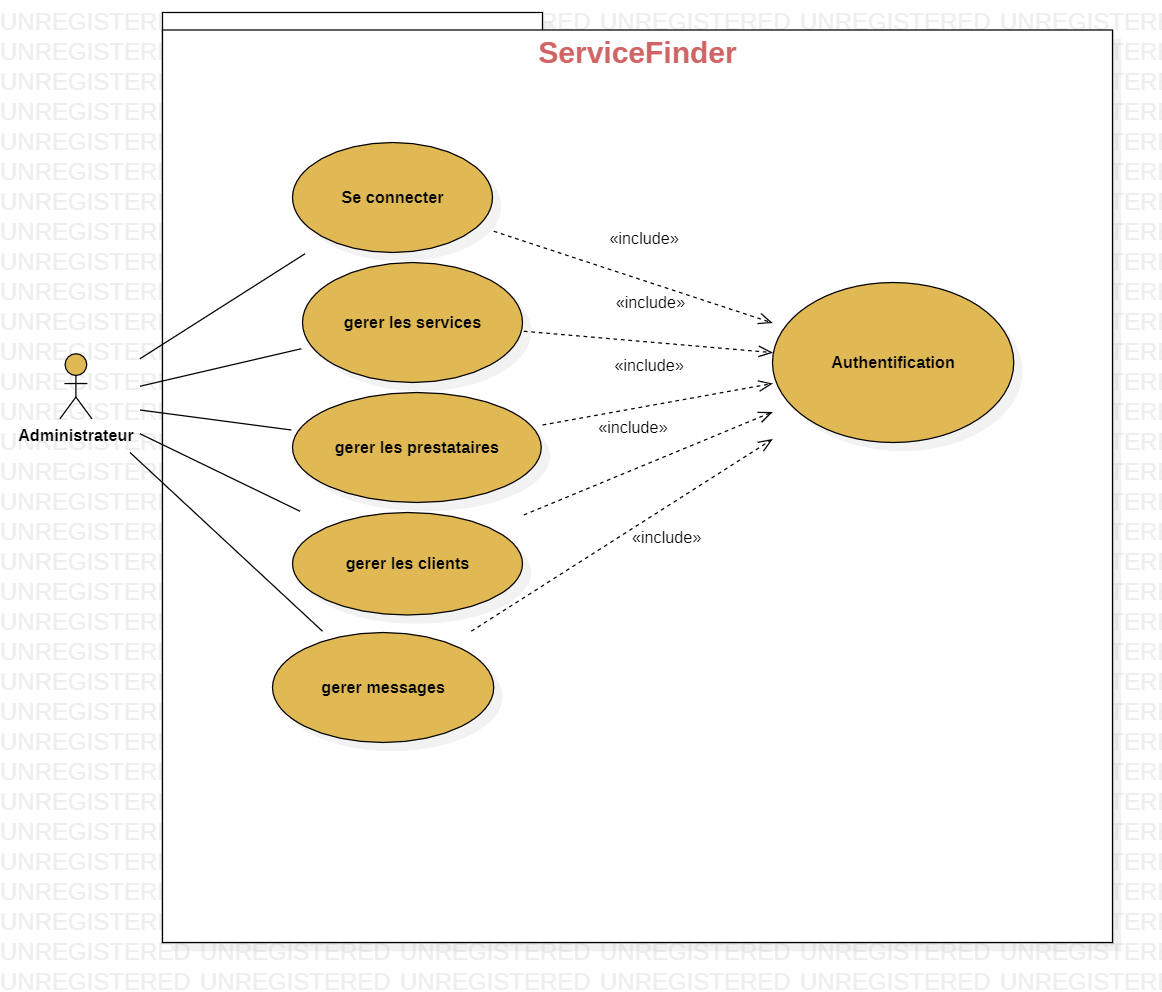 ServiceFinder
Se connecter
«include»
gerer les services
«include»
Authentification
«include»
Administrateur
gerer les prestataires
«include»
gerer les clients
«include»
gerer messages
UNREGISTERED UNREGISTERED UNREGISTERED UNREGISTERED UNREGISTERED UNREGISTERI